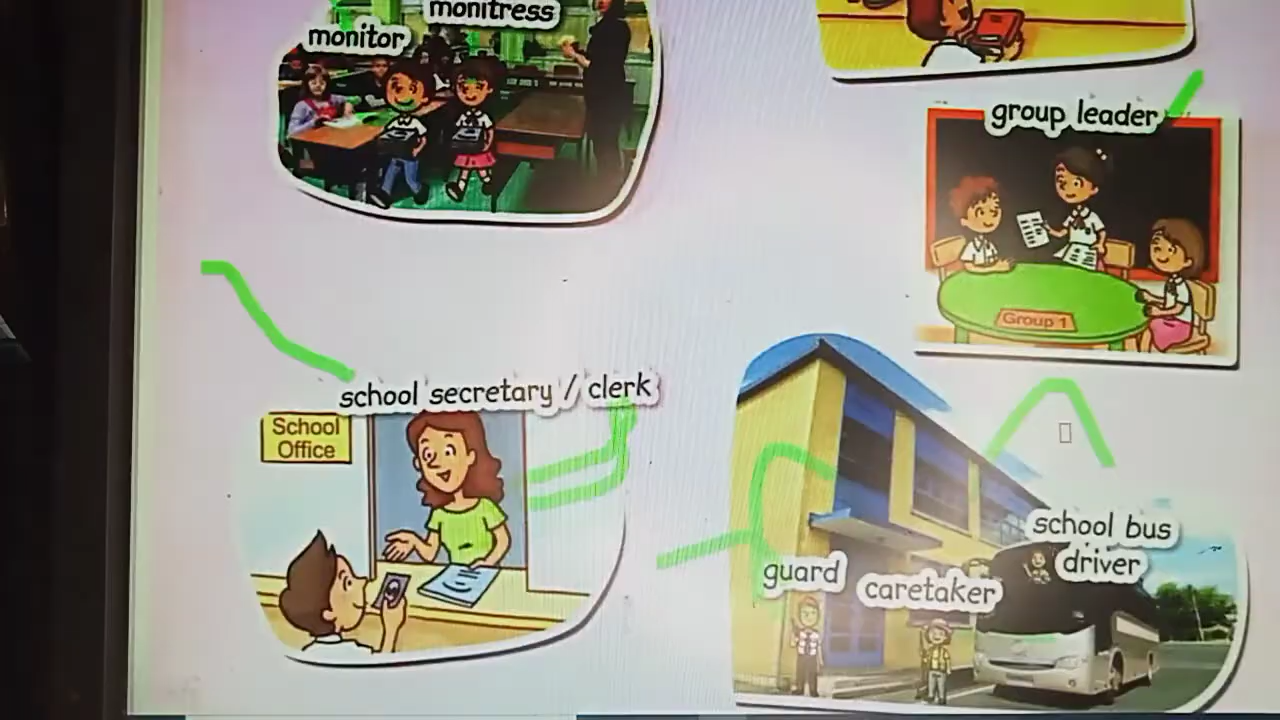 monitress
monitor
group leader
Group 1
school secretary / clerk
School
Office
school bus
driver
guard
caretaker